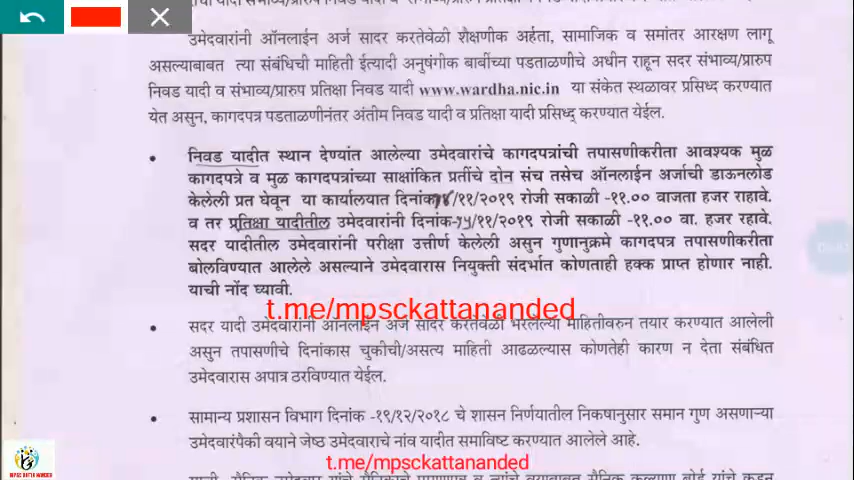 उमेदवारांनी ऑनलाईन अर्ज सादर करतेवेळी शैक्षणीक अर्हता, सामाजिक व समांतर आरक्षण लागू
असल्याबाबत त्या संबंधिची माहिती ईत्यादी अनुषंगीक बाबींच्या पडताळणीचे अधीन राहून सदर संभाव्य/प्रारुप
निवड यादी व संभाव्य/प्रारुप प्रतिक्षा निवड यादी www.wardha.nic.in या संकेत स्थळावर प्रसिध्द करण्यात
येत असुन, कागदपत्र पडताळणीनंतर अंतीम निवड यादी व प्रतिक्षा यादी प्रसिध्द करण्यात येईल.
• निवड यादीत स्थान देण्यांत आलेल्या उमेदवारांचे कागदपत्रांची तपासणीकरीता आवश्यक मुळ
कागदपत्रे व मुळ कागदपत्रांच्या साक्षांकित प्रतींचे दोन संच तसेच ऑनलाईन अर्जाची डाऊनलोड
केलेली प्रत घेवून या कार्यालयात दिनांक /११/२०१९ रोजी सकाळी -११.०० वाजता हजर राहावे.
व तर प्रतिक्षा यादीतील उमेदवारांनी दिनांक-१५/११/२०१९ रोजी सकाळी -११.०० वा. हजर रहावे.
सदर यादीतील उमेदवारांनी परीक्षा उत्तीर्ण केलेली असुन गुणानुक्रमे कागदपत्र तपासणीकरीता
बोलविण्यात आलेले असल्याने उमेदवारास नियुक्ती संदर्भात कोणताही हक्क प्राप्त होणार नाही.
याची नोंद घ्यावी.
t.me/mpsckattananded
• सदर यादी उमेदवारांनी ऑनलाईन अर्ज सादर करतेवेळी भरलेल्या माहितीवरुन तयार करण्यात आलेली
असुन तपासणीचे दिनांकास चुकीची/असत्य माहिती आढळल्यास कोणतेही कारण न देता संबंधित
उमेदवारास अपात्र ठरविण्यात येईल.
• सामान्य प्रशासन विभाग दिनांक -१९/१२/२०१८ चे शासन निर्णयातील निकषानुसार समान गुण असणाऱ्या
उमेदवारंपैकी वयाने जेष्ठ उमेदवाराचे नांव यादीत समाविष्ट करण्यात आलेले आहे.
t.me/mpsckattananded